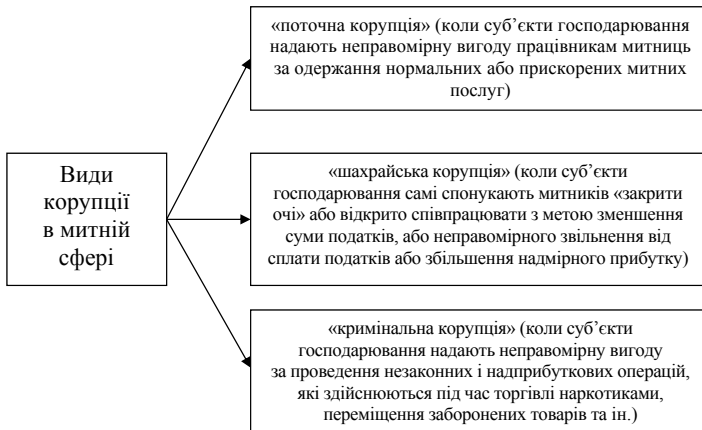 «поточна корупція» (коли суб’єкти господарювання
надають неправомірну вигоду працівникам митниць
за одержання нормальних або прискорених митних
послуг)
Види
корупції
в митній
сфері
«шахрайська корупція» (коли суб’єкти
господарювання самі спонукають митників «закрити
очі» або відкрито співпрацювати з метою зменшення
суми податків, або неправомірного звільнення від
сплати податків або збільшення надмірного прибутку)
«кримінальна корупція» (коли суб’єкти
господарювання надають неправомірну вигоду
за проведення незаконних і надприбуткових операцій,
які здійснюються під час торгівлі наркотиками,
переміщення заборонених товарів та ін.)